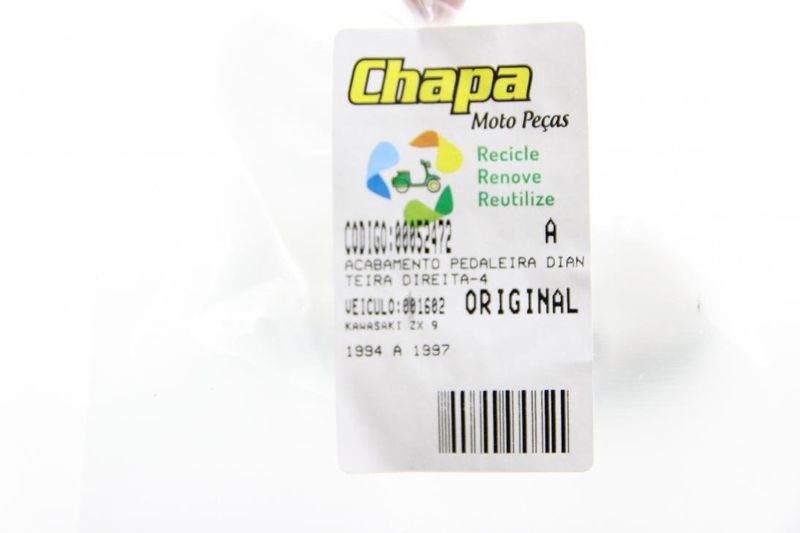 Chapa
Moto Peças
Recicle
Renove
Reutilize
CODIGO:00052472 A
ACABAMENTO PEDALEIRA DIAN
TEIRA DIREITA-4
VEICULO:001602 ORIGINAL
KAWASAKI ZX 9
1994 A 1997